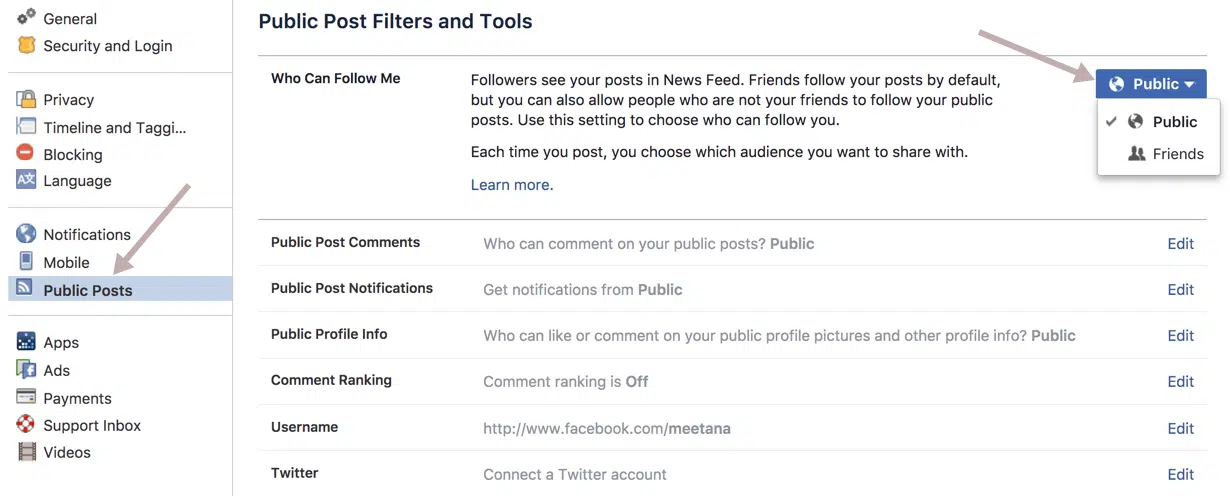 General
Security and Login
Privacy
Timeline and Taggi...
Blocking
Language
Notifications
Mobile
Public Posts
Apps
Ads
Payments
Support Inbox
Videos
Public Post Filters and Tools
Who Can Follow Me
Followers see your posts in News Feed. Friends follow your posts by default,
but you can also allow people who are not your friends to follow your public
posts. Use this setting to choose who can follow you.
Each time you post, you choose which audience you want to share with.
Learn more.
Public
Public
Friends
Public Post Comments Who can comment on your public posts? Public Edit
Public Post Notifications Get notifications from Public Edit
Public Profile Info Who can like or comment on your public profile pictures and other profile info? Public Edit
Comment Ranking Comment ranking is Off Edit
Username http://www.facebook.com/meetana Edit
Twitter Connect a Twitter account Edit